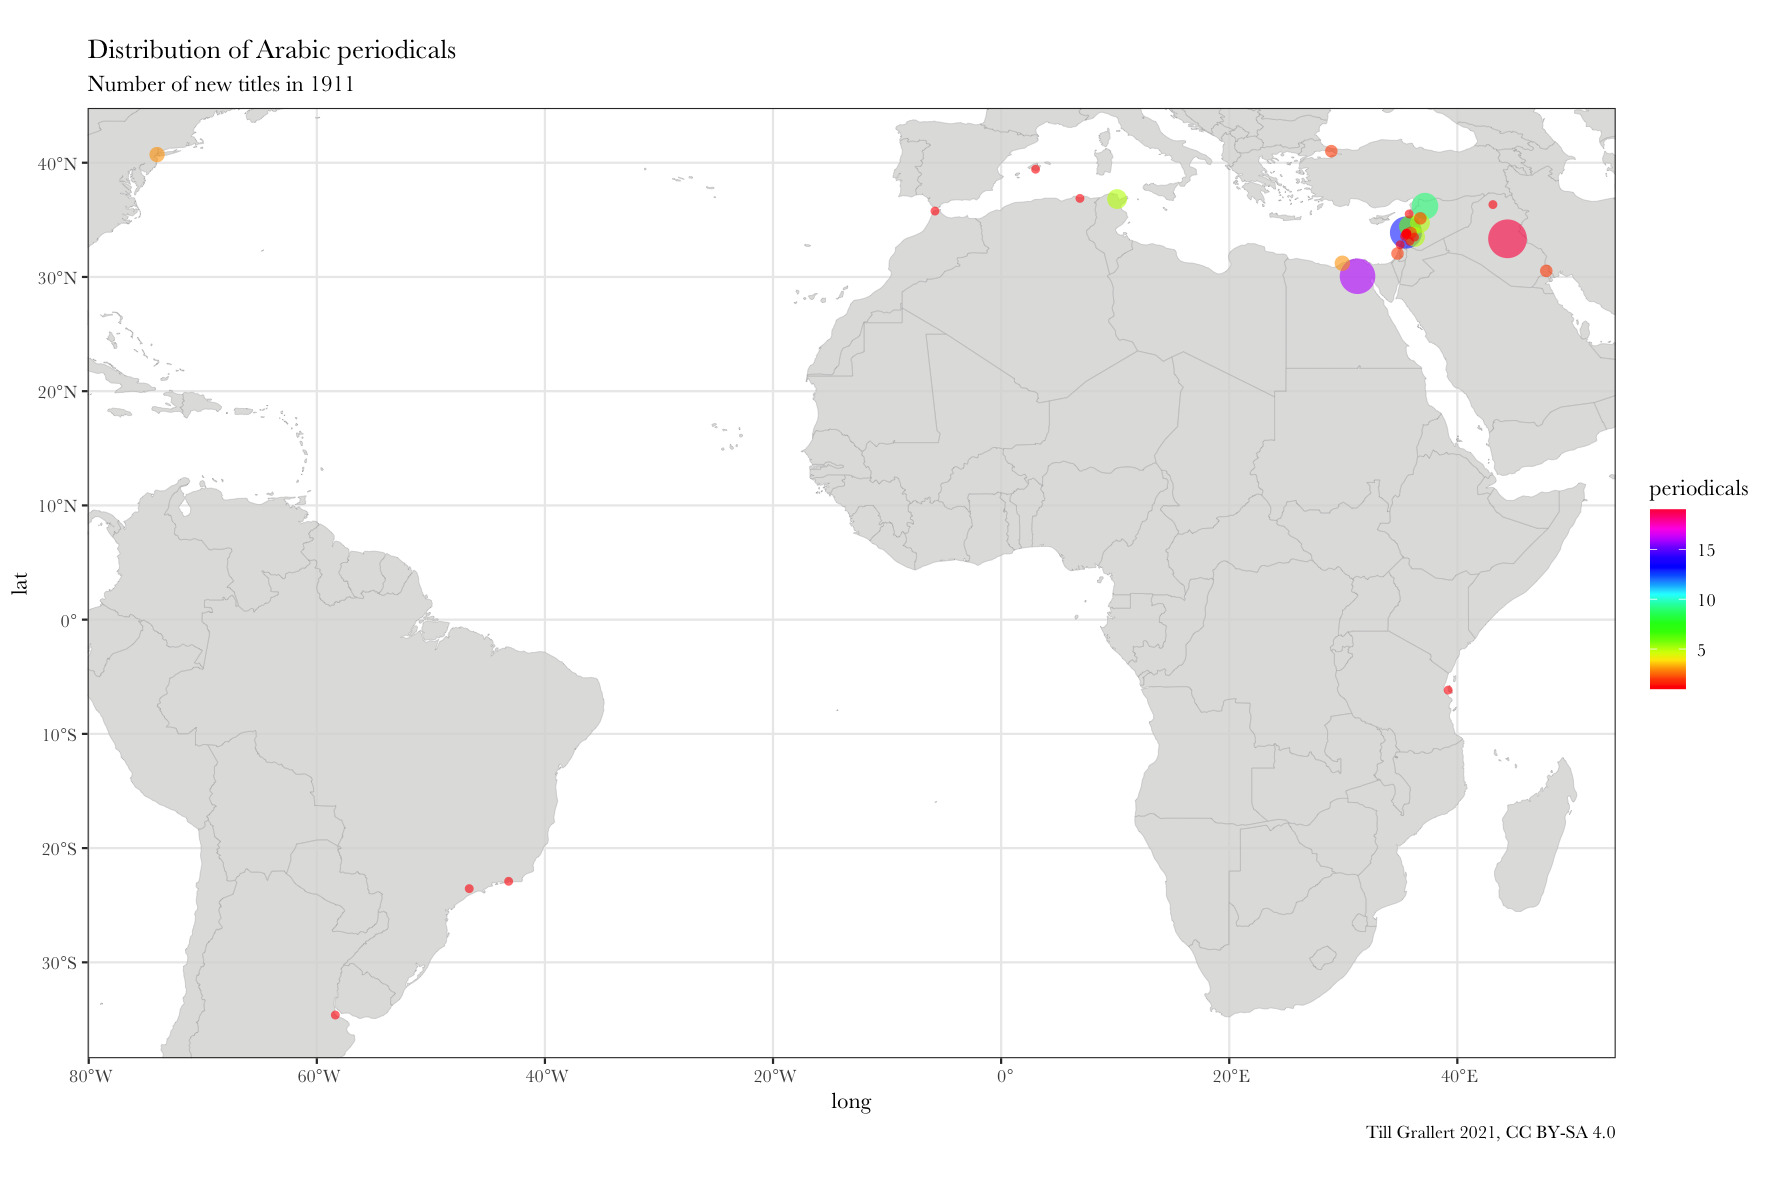 Distribution of Arabic periodicals
Number of new titles in 1911
40°N
30°N
20°N
10°N
0°
10°S
20°S
30°S
lat
80°W 60°W 40°W 20°W 0° 20°E 40°E
long
periodicals
15
10
5
Till Grallert 2021, CC BY-SA 4.0